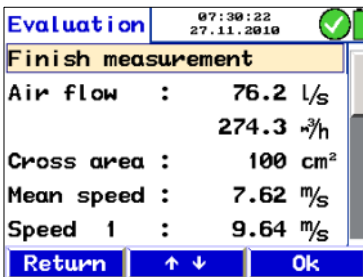 Evaluation 07:30:22
27.11.2010
Finish measurement
Air flow : 76.2 l/s
274.3 m³/h
Cross area : 100 cm²
Mean speed : 7.62 m/s
Speed 1 : 9.64 m/s
Return ↑ ↓ Ok